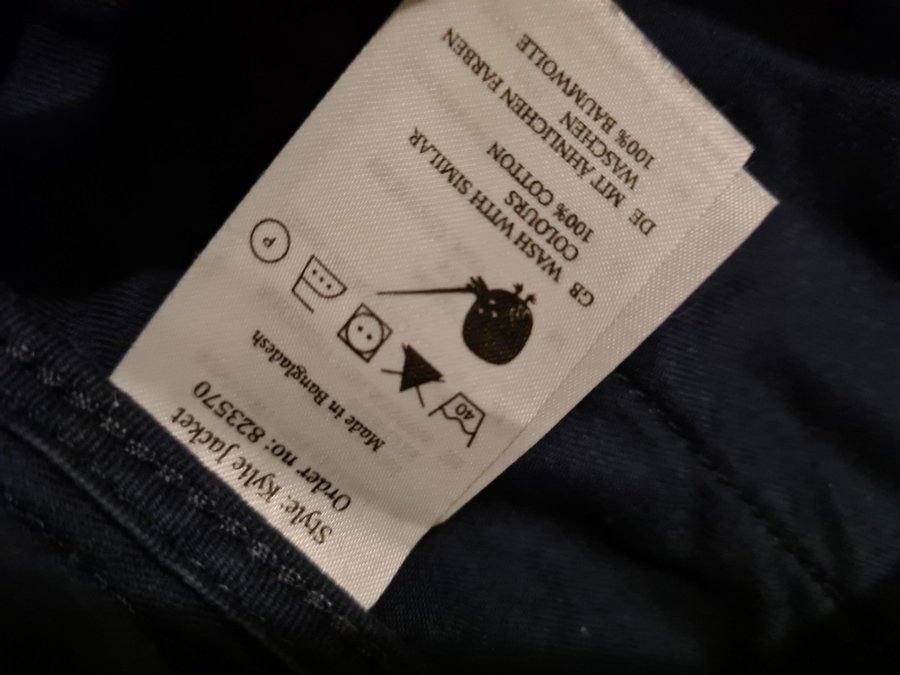 Style: Kylie Jacket
Order no: 823570
Made in Bangladesh
40
P
GB WASH WITH SIMILAR
COLOURS
100% COTTON
DE MIT ÄHNLICHEN FARBEN
WASCHEN
100% BAUMWOLLE